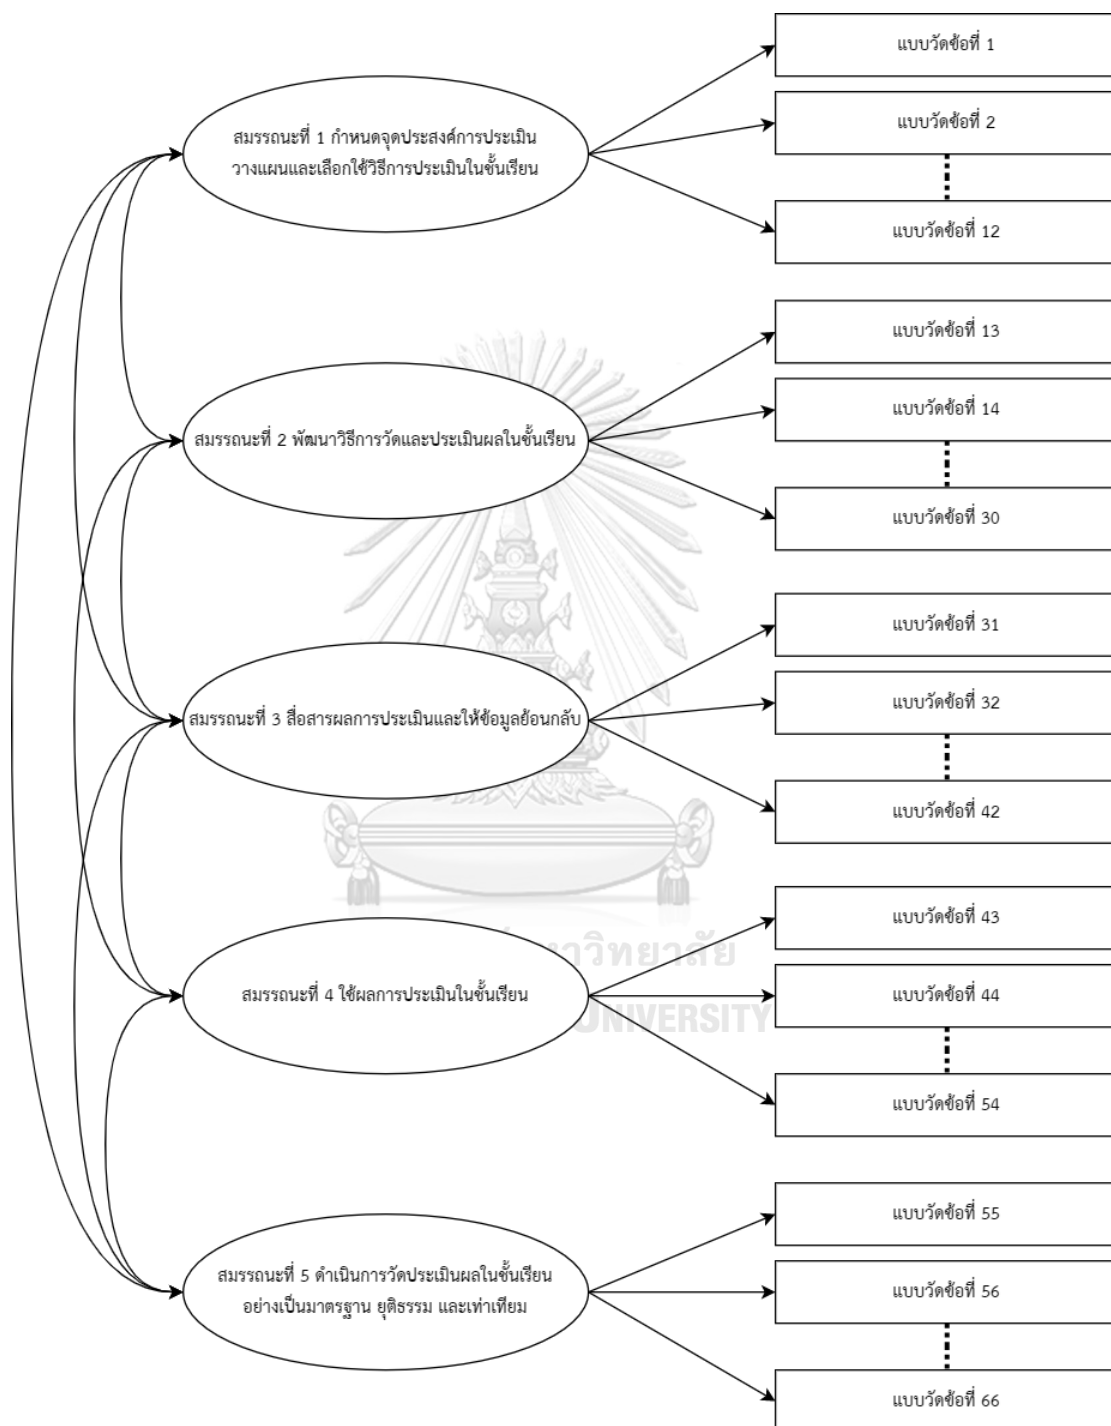 แบบวัดข้อที่ 1
สมรรถนะที่ 1 กำหนดจุดประสงค์การประเมิน
วางแผนและเลือกใช้วิธีการประเมินในชั้นเรียน
แบบวัดข้อที่ 2
แบบวัดข้อที่ 12
แบบวัดข้อที่ 13
สมรรถนะที่ 2 พัฒนาวิธีการวัดและประเมินผลในชั้นเรียน
แบบวัดข้อที่ 14
แบบวัดข้อที่ 30
แบบวัดข้อที่ 31
สมรรถนะที่ 3 สื่อสารผลการประเมินและให้ข้อมูลย้อนกลับ
แบบวัดข้อที่ 32
แบบวัดข้อที่ 42
แบบวัดข้อที่ 43
สมรรถนะที่ 4 ใช้ผลการประเมินในชั้นเรียน
แบบวัดข้อที่ 44
แบบวัดข้อที่ 54
UNIVERSITY
แบบวัดข้อที่ 55
สมรรถนะที่ 5 ดำเนินการวัดประเมินผลในชั้นเรียน
อย่างเป็นมาตรฐาน ยุติธรรม และเท่าเทียม
แบบวัดข้อที่ 56
แบบวัดข้อที่ 66